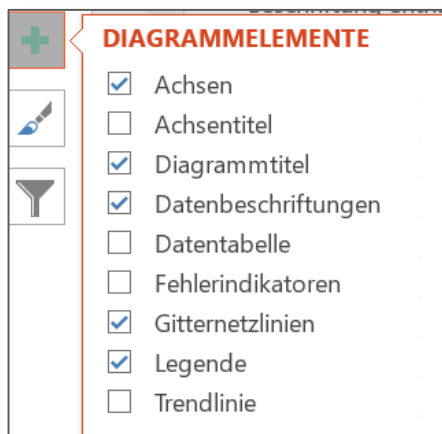 DIAGRAMMELEMENTE
Achsen
Achsentitel
Diagrammtitel
Datenbeschriftungen
Datentabelle
Fehlerindikatoren
Gitternetzlinien
Legende
Trendlinie